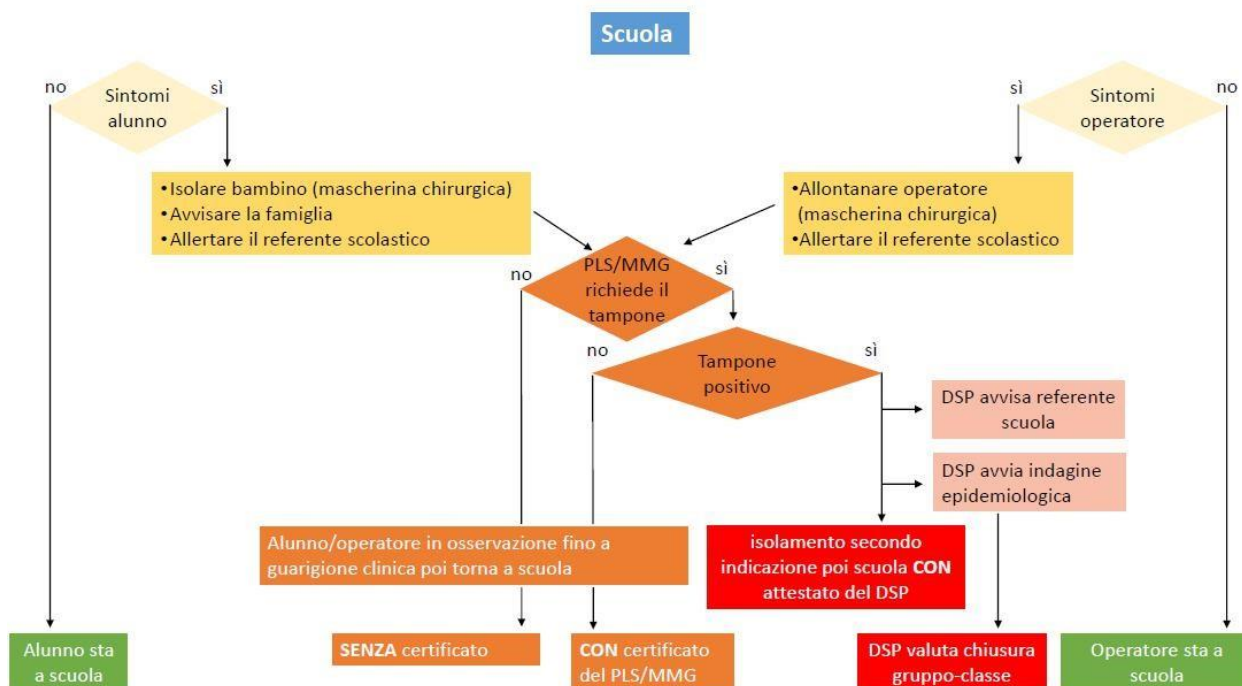 Scuola
no
Sintomi
alunno
sì
sì
Sintomi
operatore
no
•Isolare bambino (mascherina chirurgica)
•Avvisare la famiglia
•Allertare il referente scolastico
•Allontanare operatore
(mascherina chirurgica)
•Allertare il referente scolastico
no
PLS/MMG
richiede il
tampone
sì
no
Tampone
positivo
sì
DSP avvisa referente
scuola
DSP avvia indagine
epidemiologica
Alunno/operatore in osservazione fino a
guarigione clinica poi torna a scuola
isolamento secondo
indicazione poi scuola CON
attestato del DSP
Alunno sta
a scuola
SENZA certificato
CON certificato
del PLS/MMG
DSP valuta chiusura
gruppo-classe
Operatore sta a
scuola